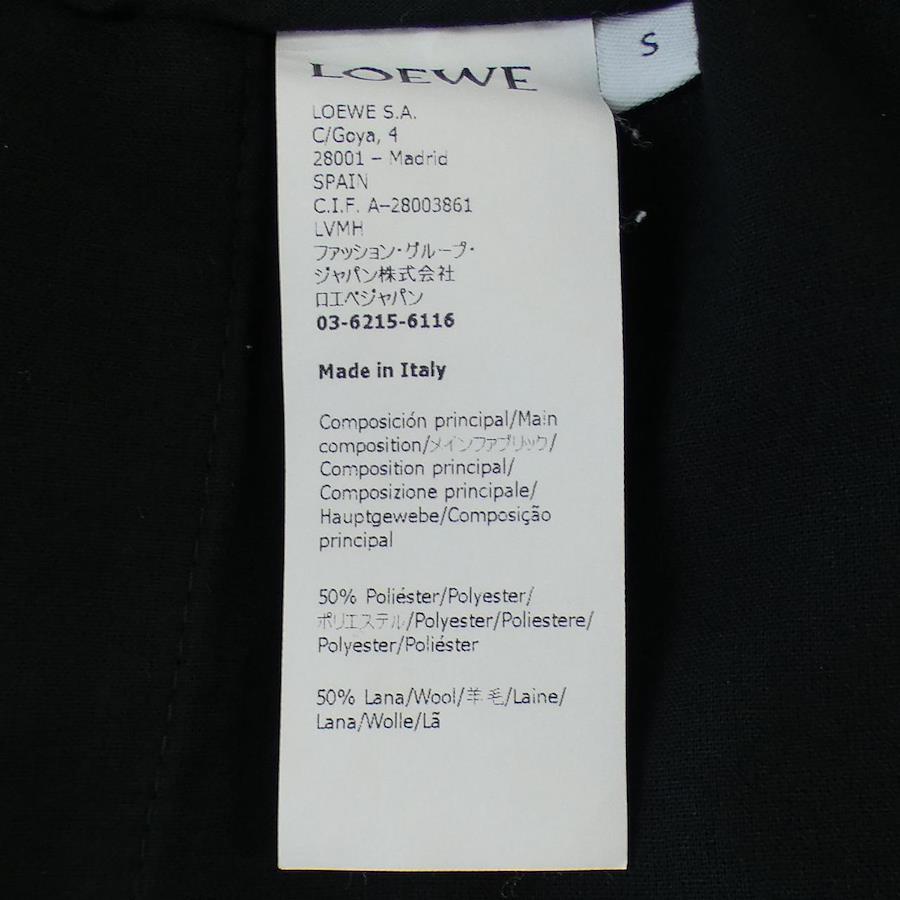 LOEWE
S
LOEWE S.A.
C/Goya, 4
28001 – Madrid
SPAIN
C.I.F. A–28003861
LVMH
ファッション・グループ・
ジャパン株式会社
ロエベジャパン
03-6215-6116
Made in Italy
Composición principal/Main
composition/メインファブリック/
Composition principal/
Composizione principale/
Hauptgewebe/Composição
principal
50% Poliéster/Polyester/
ポリエステル/Polyester/Poliestere/
Polyester/Poliéster
50% Lana/Wool/羊毛/Laine/
Lana/Wolle/Lã